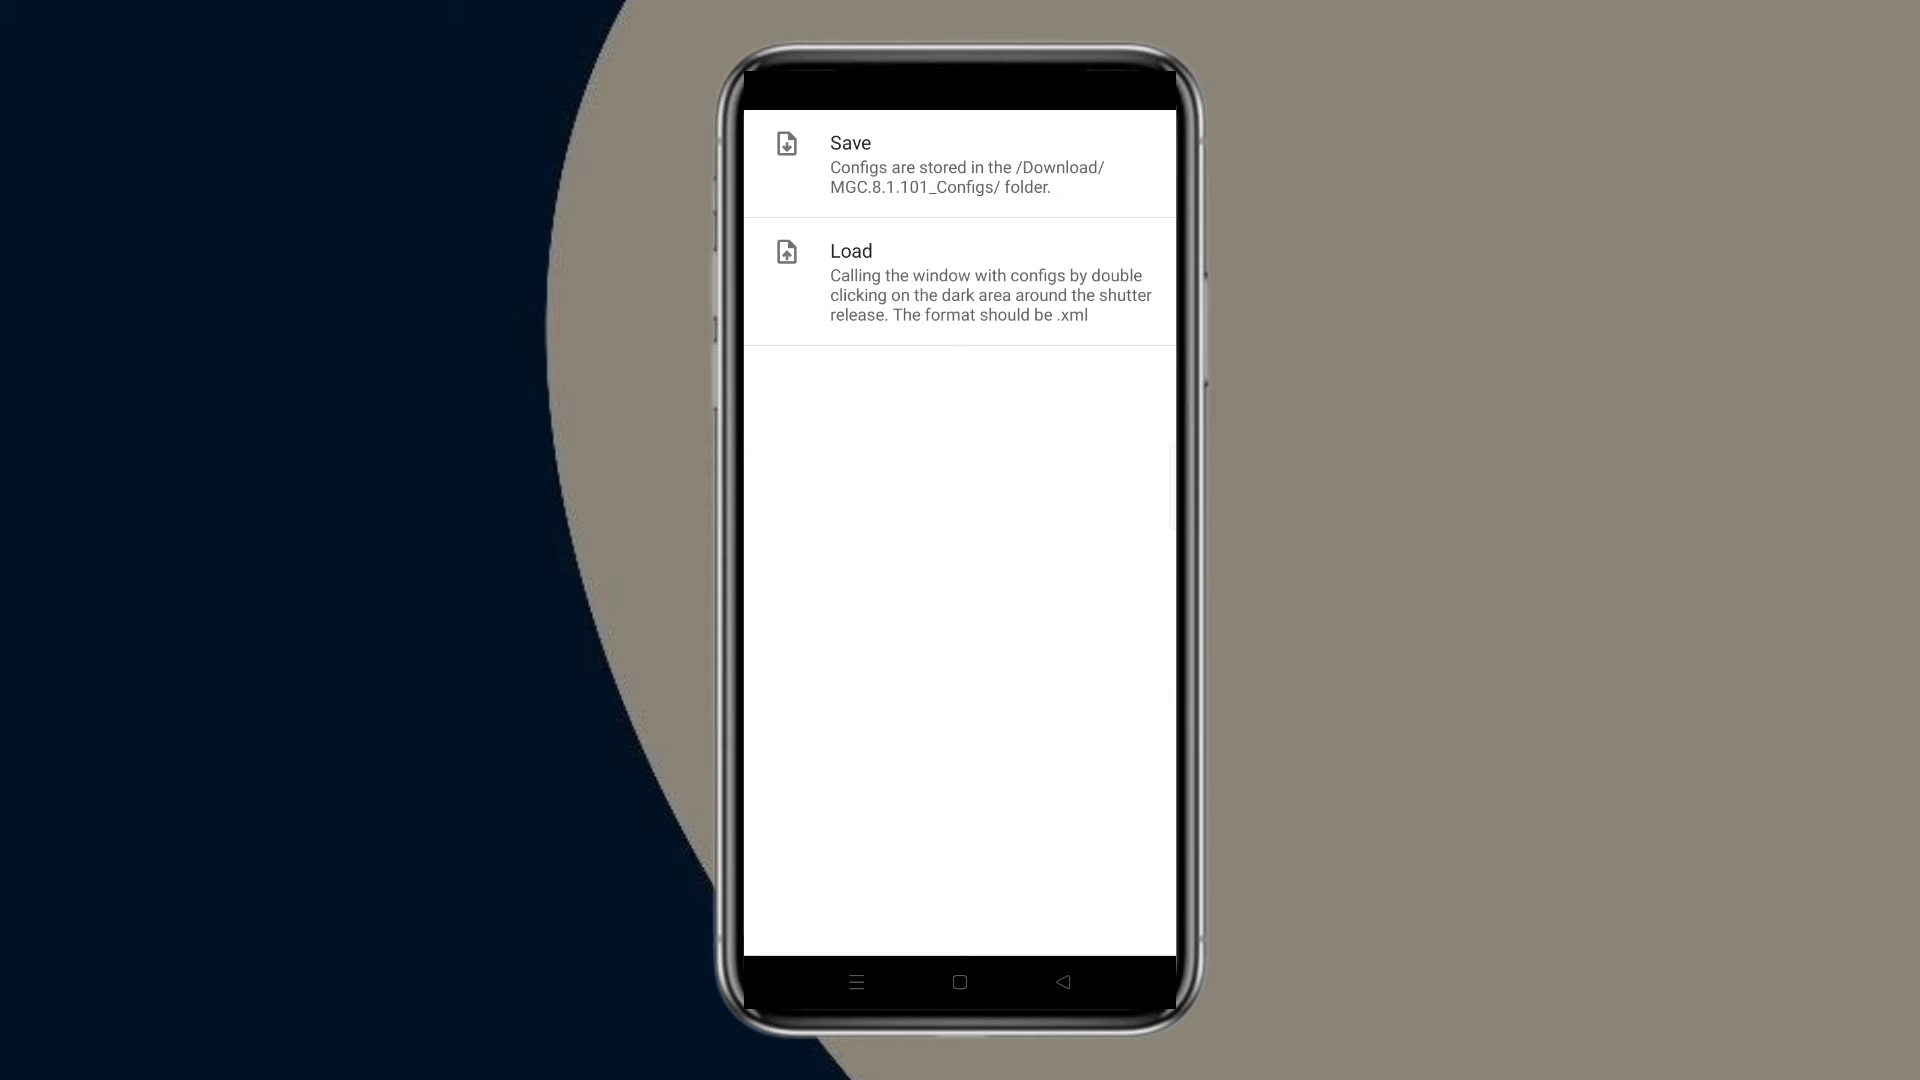 Save
Configs are stored in the /Download/
MGC.8.1.101_Configs/ folder.
Load
Calling the window with configs by double
clicking on the dark area around the shutter
release. The format should be .xml